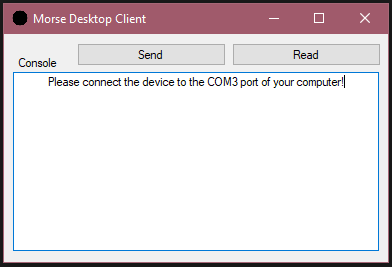 Morse Desktop Client
Send Read
Console
Please connect the device to the COM3 port of your computer!